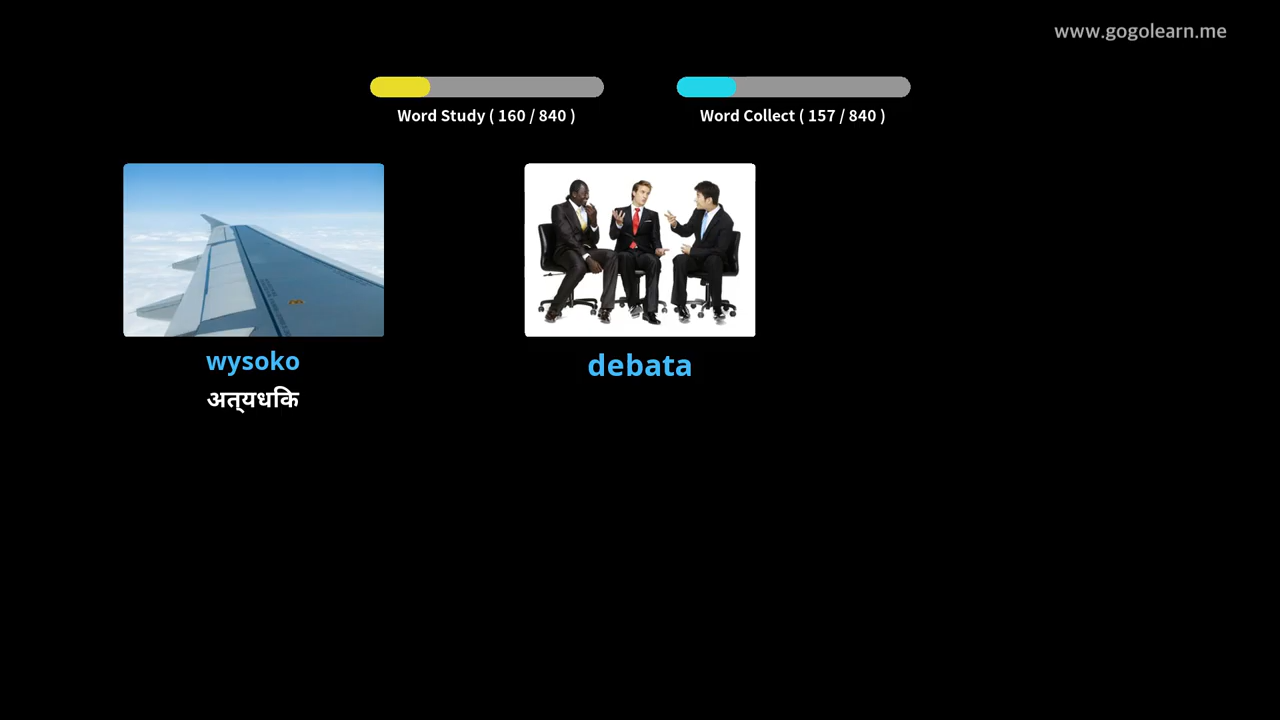 www.gogolearn.me
Word Study ( 160 / 840 )
Word Collect ( 157 / 840 )
wysoko
अत्यधकि
debata